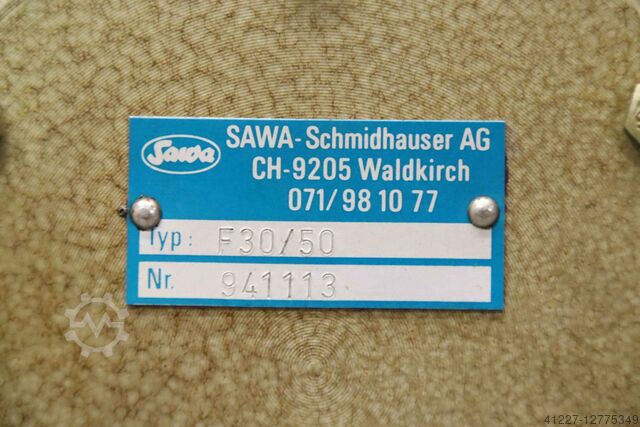 Sawa
SAWA-Schmidhauser AG
CH-9205 Waldkirch
071/98 10 77
Typ: F30/50
Nr. 941113
41227-12775349